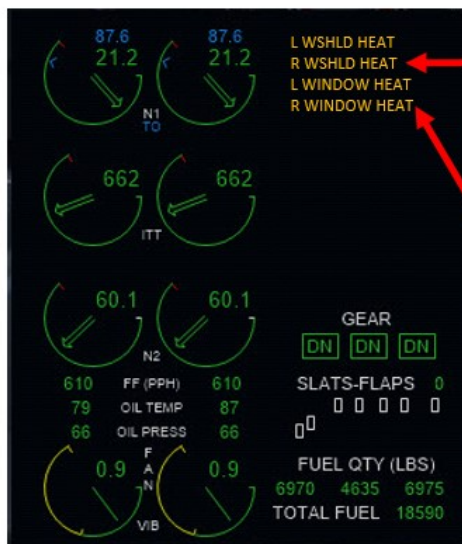 87.6 87.6
21.2 21.2
N1
TO
L WSHLD HEAT
R WSHLD HEAT
L WINDOW HEAT
R WINDOW HEAT
662 662
ITT
60.1 60.1
N2
610 FF (PPH) 610
79 OIL TEMP 87
66 OIL PRESS 66
FAN
0.9 0.9
VIB
GEAR
DN DN DN
SLATS-FLAPS 0
FUEL QTY (LBS)
6970 4635 6975
TOTAL FUEL 18590